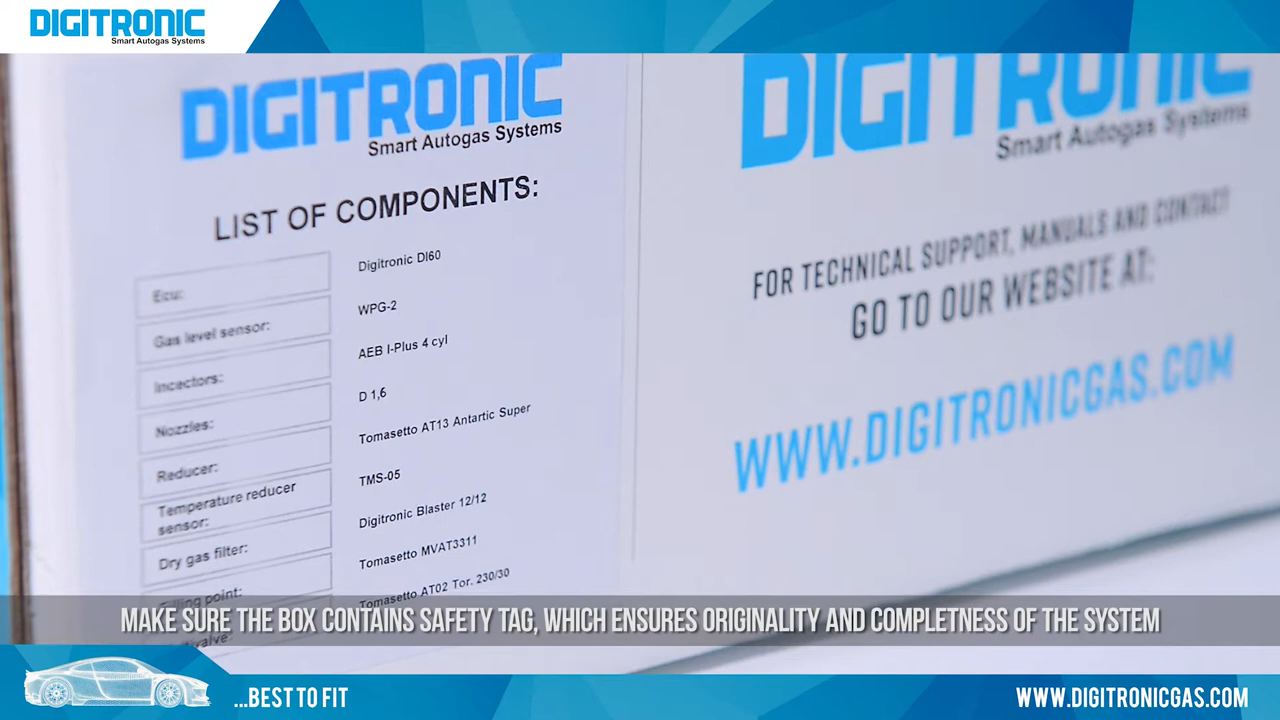 DIGITRONIC
Smart Autogas Systems
DIGITRONIC
Smart Autogas Systems
LIST OF COMPONENTS:
Ecu: Digitronic DI60
Gas level sensor: WPG-2
Incectors: AEB I-Plus 4 cyl
Nozzles: D 1,6
Reducer: Tomasetto AT13 Antartic Super
Temperature reducer
sensor: TMS-05
Dry gas filter: Digitronic Blaster 12/12
point: Tomasetto MVAT3311
Tomasetto AT02 Tor. 230/30
DIGITRONIC
Smart Autogas Systems
FOR TECHNICAL SUPPORT, MANUALS AND CONTACT
GO TO OUR WEBSITE AT:
WWW.DIGITRONICGAS.COM
MAKE SURE THE BOX CONTAINS SAFETY TAG, WHICH ENSURES ORIGINALITY AND COMPLETNESS OF THE SYSTEM
...BEST TO FIT
WWW.DIGITRONICGAS.COM